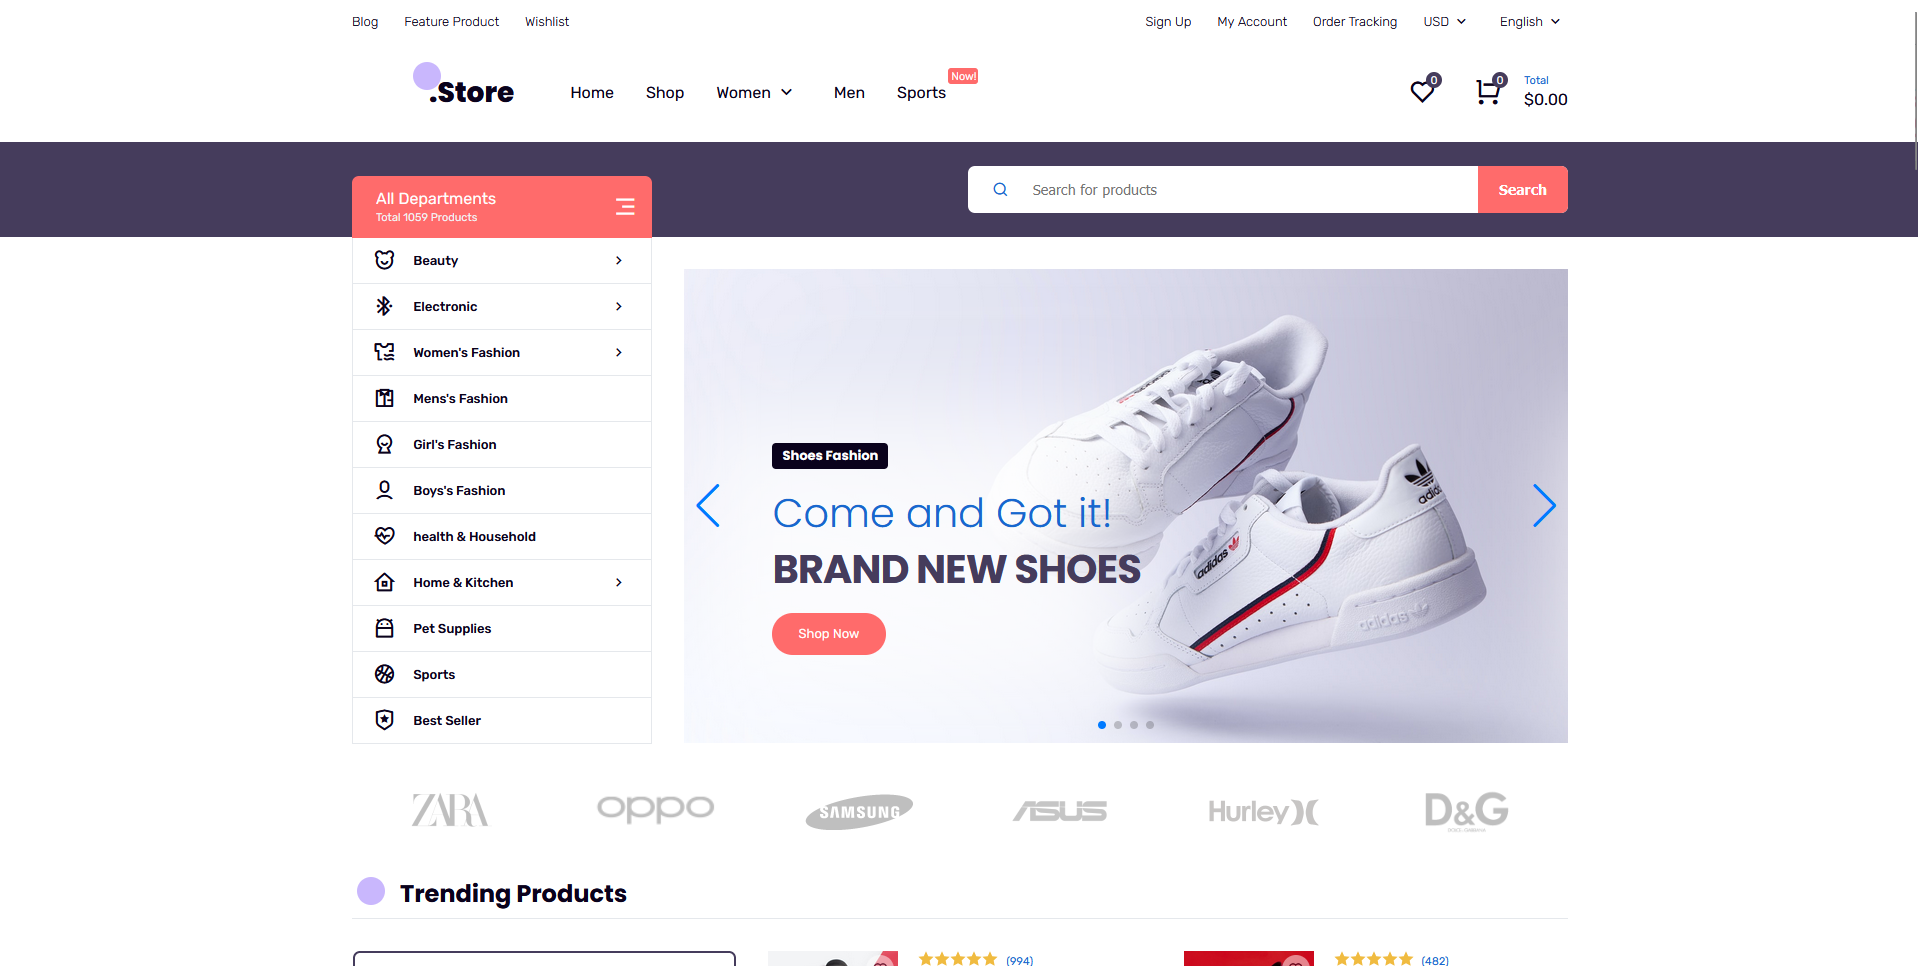 Blog Feature Product Wishlist
Sign Up My Account Order Tracking USD English
.Store
Home Shop Women Men Sports Now!
0 0 Total
$0.00
All Departments
Total 1059 Products
Search for products Search
Beauty
Electronic
Women's Fashion
Mens's Fashion
Girl's Fashion
Boys's Fashion
health & Household
Home & Kitchen
Pet Supplies
Sports
Best Seller
Shoes Fashion
Come and Got it!
BRAND NEW SHOES
Shop Now
adidas
adidas
adidas
ZARA OPPO SAMSUNG ASUS Hurley D&G
Trending Products
(994)
(482)